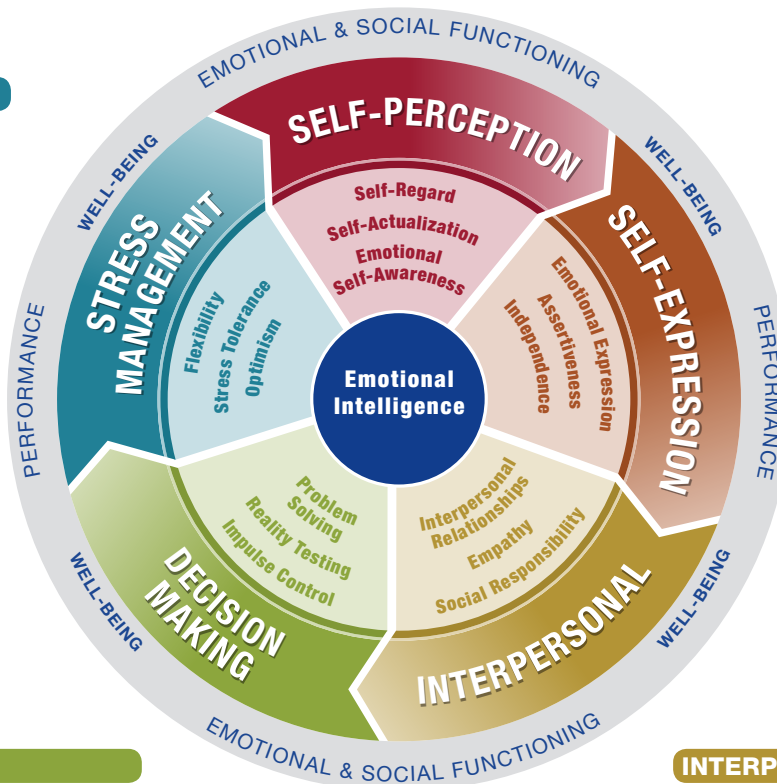 EMOTIONAL & SOCIAL FUNCTIONING
WELL-BEING
WELL-BEING
PERFORMANCE
PERFORMANCE
WELL-BEING
WELL-BEING
EMOTIONAL & SOCIAL FUNCTIONING
SELF-PERCEPTION
Self-Regard
Self-Actualization
Emotional
Self-Awareness
SELF-EXPRESSION
Emotional Expression
Assertiveness
Independence
INTERPERSONAL
Interpersonal
Relationships
Empathy
Social Responsibility
DECISION
MAKING
Problem
Solving
Reality Testing
Impulse Control
STRESS
MANAGEMENT
Flexibility
Stress Tolerance
Optimism
Emotional
Intelligence
INTERP